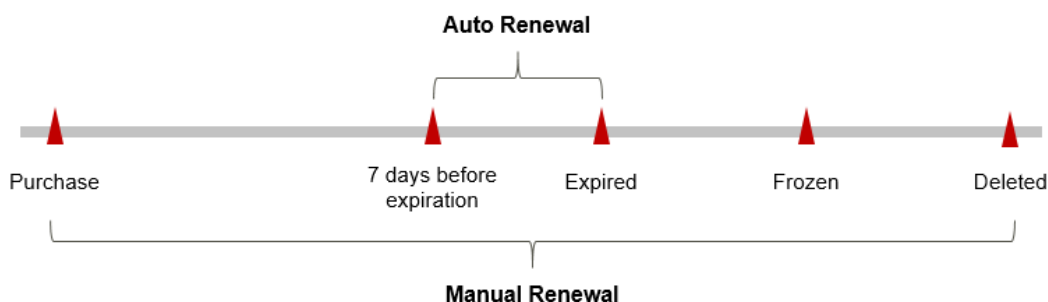 Auto Renewal
Purchase
7 days before
expiration
Expired
Frozen
Deleted
Manual Renewal